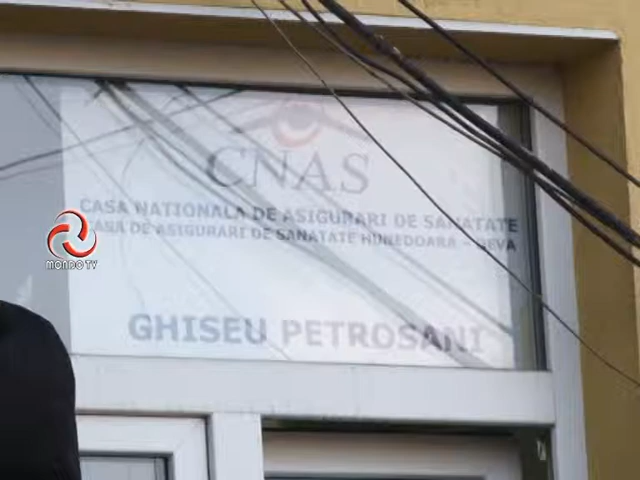 CNAS
CASA NATIONALA DE ASIGURARI DE SANATATE
CASA DE ASIGURARI DE SANATATE HUNEDOARA - DEVA
MONDO TV
GHISEU PETROSANI